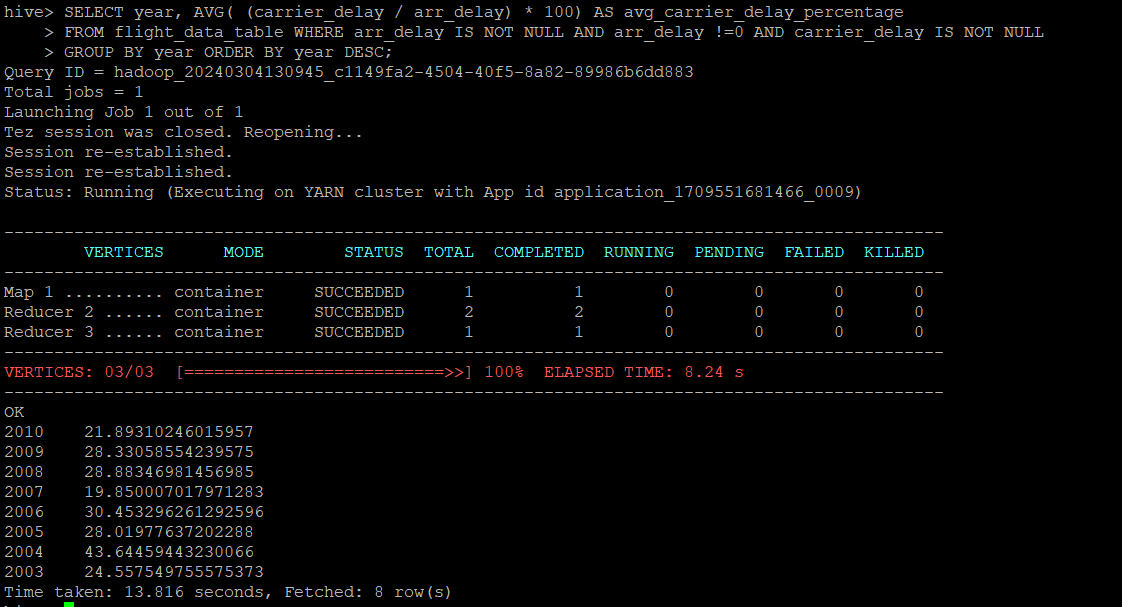 hive> SELECT year, AVG( (carrier_delay / arr_delay) * 100) AS avg_carrier_delay_percentage
    > FROM flight_data_table WHERE arr_delay IS NOT NULL AND arr_delay !=0 AND carrier_delay IS NOT NULL
    > GROUP BY year ORDER BY year DESC;
Query ID = hadoop_20240304130945_c1149fa2-4504-40f5-8a82-89986b6dd883
Total jobs = 1
Launching Job 1 out of 1
Tez session was closed. Reopening...
Session re-established.
Session re-established.
Status: Running (Executing on YARN cluster with App id application_1709551681466_0009)

----------------------------------------------------------------------------------------------
        VERTICES      MODE        STATUS  TOTAL  COMPLETED  RUNNING  PENDING  FAILED  KILLED
----------------------------------------------------------------------------------------------
Map 1 .......... container     SUCCEEDED      1          1        0        0       0       0
Reducer 2 ...... container     SUCCEEDED      2          2        0        0       0       0
Reducer 3 ...... container     SUCCEEDED      1          1        0        0       0       0
----------------------------------------------------------------------------------------------
VERTICES: 03/03  [==========================>>] 100%  ELAPSED TIME: 8.24 s
----------------------------------------------------------------------------------------------
OK
2010    21.89310246015957
2009    28.33058554239575
2008    28.88346981456985
2007    19.850007017971283
2006    30.453296261292596
2005    28.01977637202288
2004    43.64459443230066
2003    24.557549755575373
Time taken: 13.816 seconds, Fetched: 8 row(s)